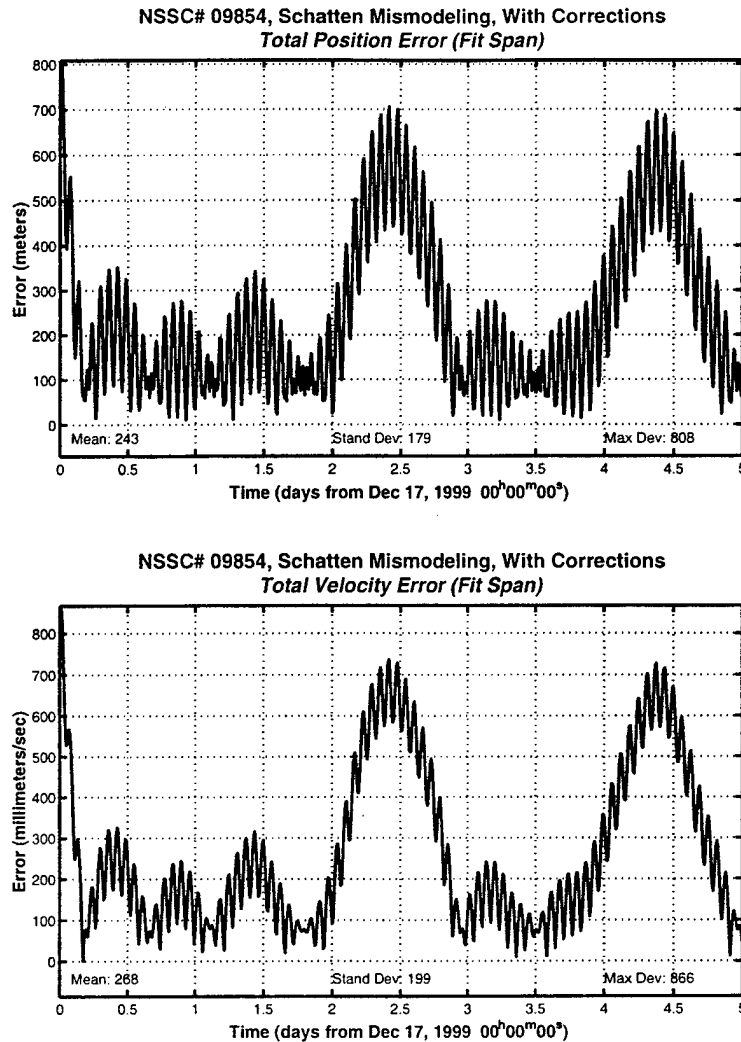 NSSC# 09854, Schatten Mismodeling, With Corrections
Total Position Error (Fit Span)
Error (meters)
800
700
600
500
400
300
200
100
0
Mean: 243
Stand Dev: 179
Max Dev: 808
0 0.5 1 1.5 2 2.5 3 3.5 4 4.5 5
Time (days from Dec 17, 1999 00h00m00s)
NSSC# 09854, Schatten Mismodeling, With Corrections
Total Velocity Error (Fit Span)
Error (millimeters/sec)
800
700
600
500
400
300
200
100
0
Mean: 268
Stand Dev: 199
Max Dev: 866
0 0.5 1 1.5 2 2.5 3 3.5 4 4.5 5
Time (days from Dec 17, 1999 00h00m00s)